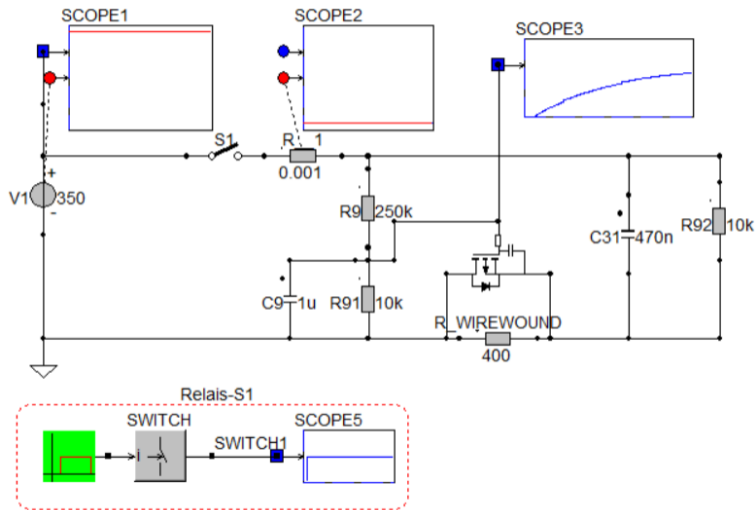 SCOPE1
SCOPE2
SCOPE3
S1
0.001
V1
+
-
350
R9
250k
C9
1u
R91
10k
R_WIREWOUND
400
C31
470n
R92
10k
Relais-S1
SWITCH
i
SWITCH1
SCOPE5